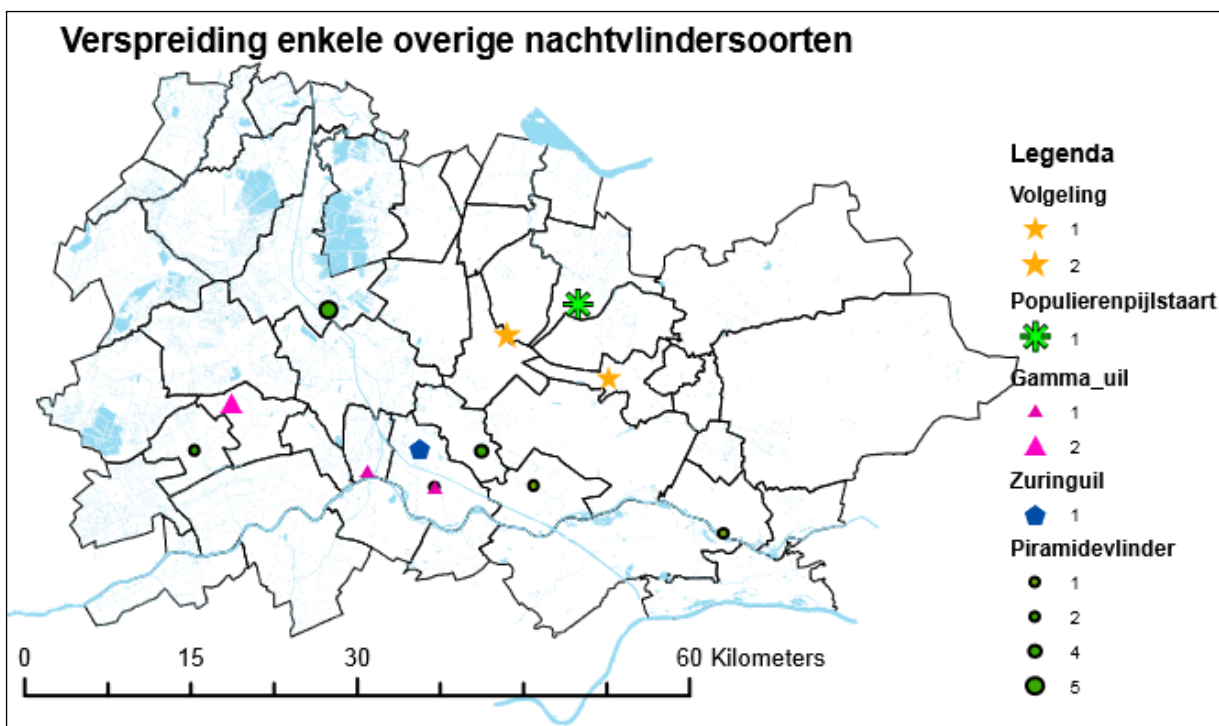 Verspreiding enkele overige nachtvlindersoorten
Legenda
Volgeling
1
2
Populierenpijlstaart
1
Gamma_uil
1
2
Zuringuil
1
Piramidevlinder
1
2
4
5
0 15 30 60 Kilometers